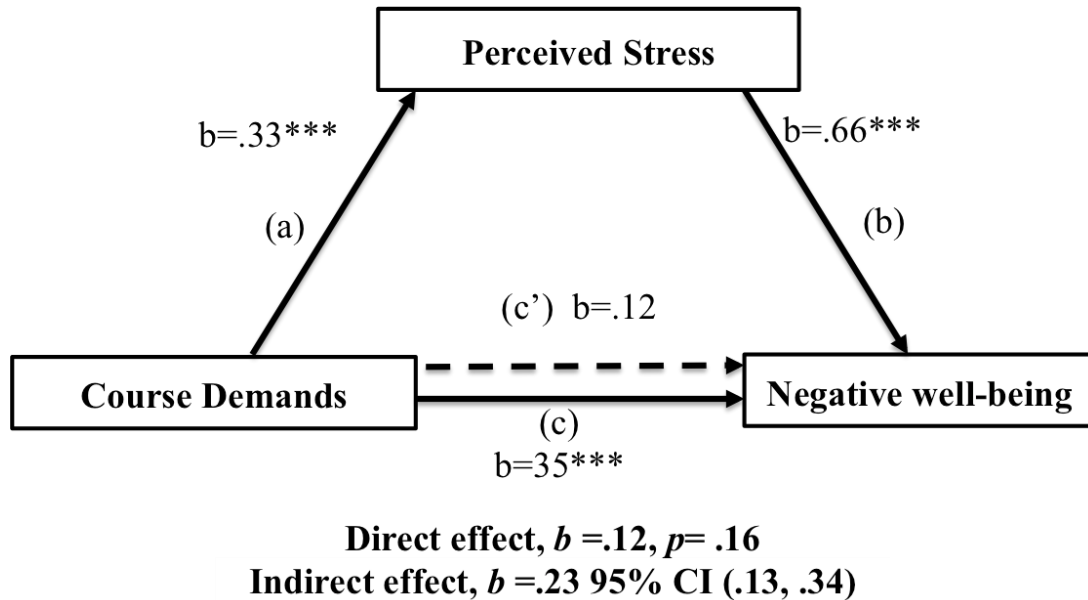 Perceived Stress
b=.33***
b=.66***
(a)
(b)
(c’) b=.12
Course Demands
Negative well-being
(c)
b=35***
Direct effect, b =.12, p= .16
Indirect effect, b =.23 95% CI (.13, .34)